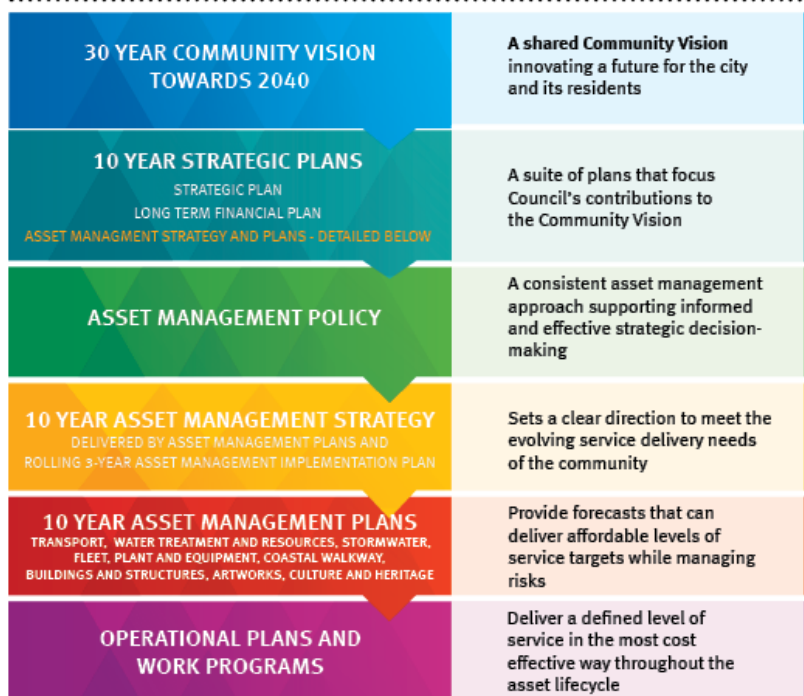 30 YEAR COMMUNITY VISION
TOWARDS 2040
A shared Community Vision
innovating a future for the city
and its residents
10 YEAR STRATEGIC PLANS
STRATEGIC PLAN
LONG TERM FINANCIAL PLAN
ASSET MANAGMENT STRATEGY AND PLANS - DETAILED BELOW
A suite of plans that focus
Council's contributions to
the Community Vision
ASSET MANAGEMENT POLICY
A consistent asset management
approach supporting informed
and effective strategic decision-
making
10 YEAR ASSET MANAGEMENT STRATEGY
DELIVERED BY ASSET MANAGEMENT PLANS AND
ROLLING 3-YEAR ASSET MANAGEMENT IMPLEMENTATION PLAN
Sets a clear direction to meet the
evolving service delivery needs
of the community
10 YEAR ASSET MANAGEMENT PLANS
TRANSPORT, WATER TREATMENT AND RESOURCES, STORMWATER,
FLEET, PLANT AND EQUIPMENT, COASTAL WALKWAY,
BUILDINGS AND STRUCTURES, ARTWORKS, CULTURE AND HERITAGE
Provide forecasts that can
deliver affordable levels of
service targets while managing
risks
OPERATIONAL PLANS AND
WORK PROGRAMS
Deliver a defined level of
service in the most cost
effective way throughout the
asset lifecycle